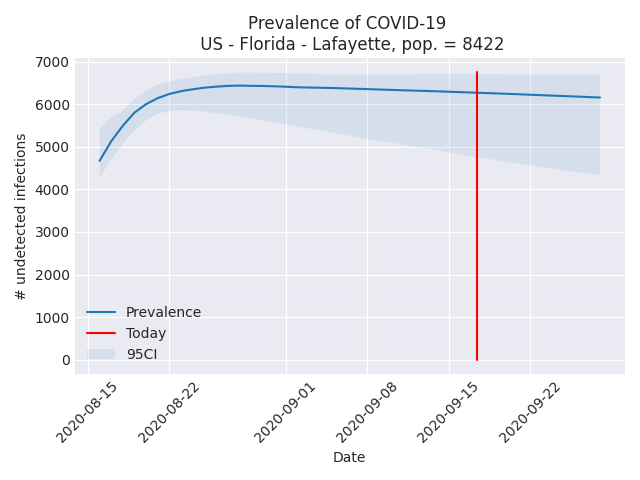 Prevalence of COVID-19
US - Florida - Lafayette, pop. = 8422
7000
6000
5000
4000
3000
2000
1000
0
# undetected infections
Prevalence
Today
95CI
2020-08-15
2020-08-22
2020-09-01
2020-09-08
2020-09-15
2020-09-22
Date